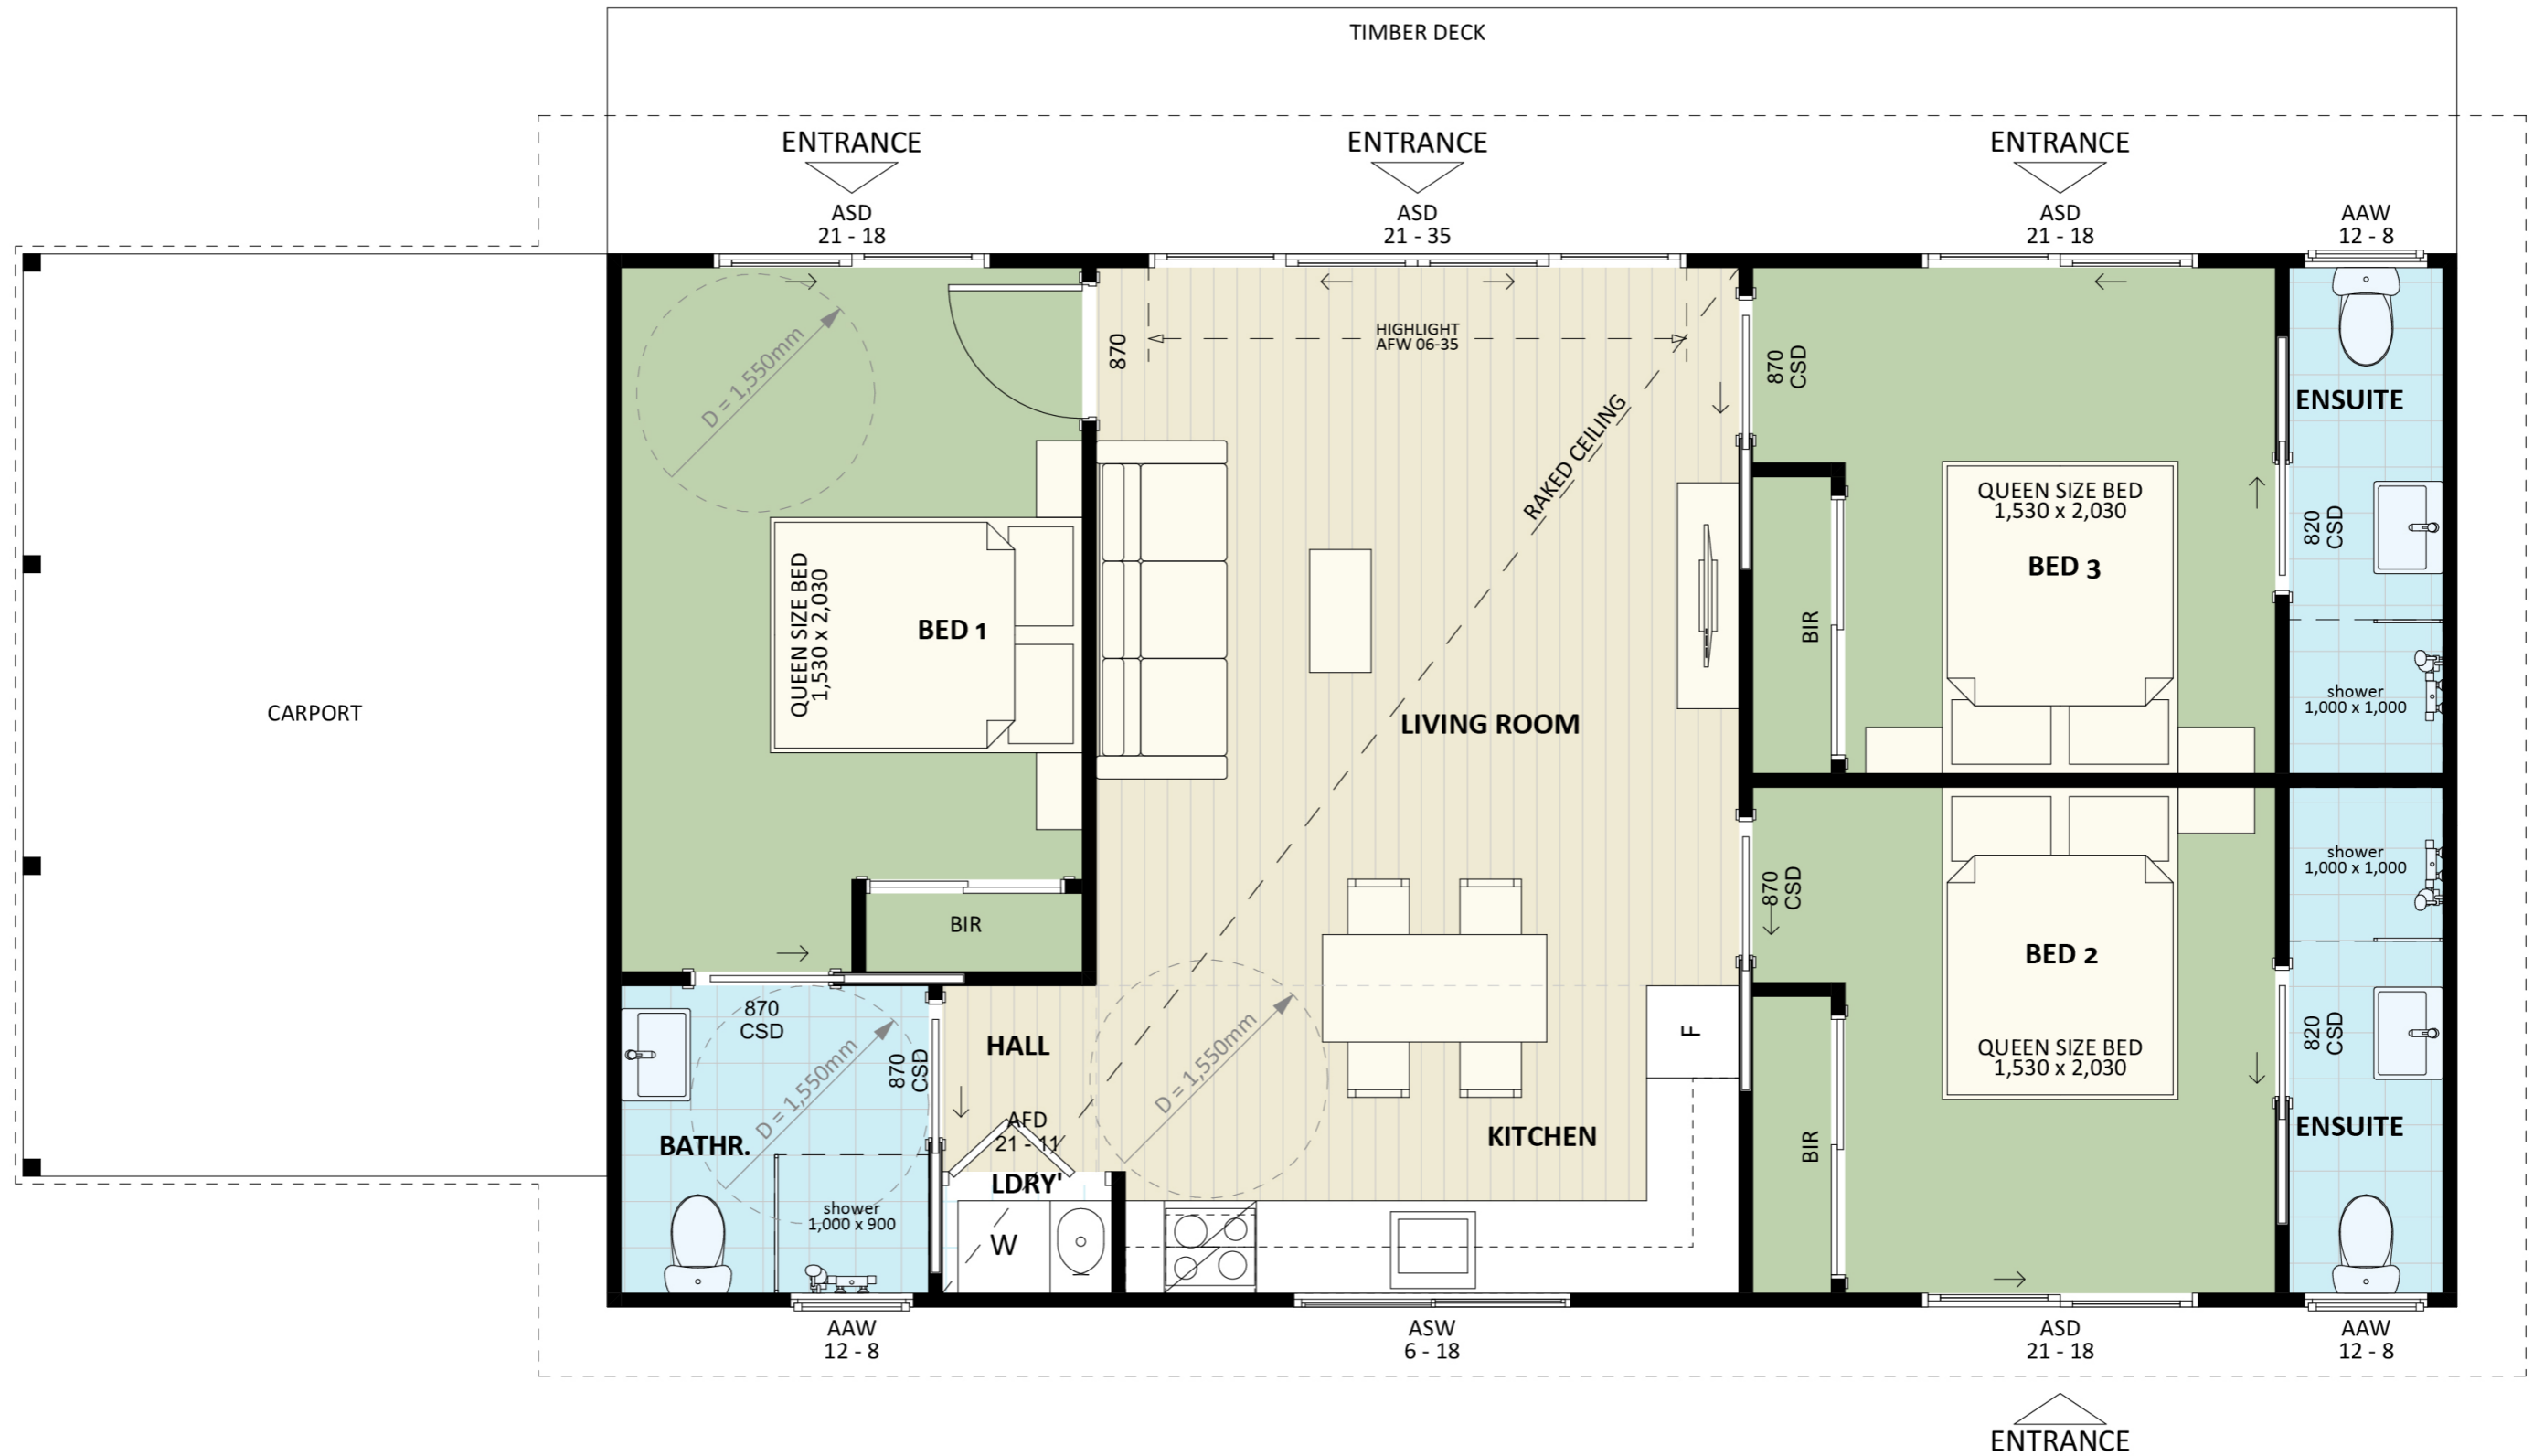 TIMBER DECK
ENTRANCE
ENTRANCE
ENTRANCE
ASD
21 - 18
ASD
21 - 35
ASD
21 - 18
AAW
12 - 8
D = 1,550mm
870
HIGHLIGHT
AFW 06-35
870
CSD
RAKED CEILING
ENSUITE
QUEEN SIZE BED
1,530 x 2,030
BED 3
820
CSD
QUEEN SIZE BED
1,530 x 2,030
BED 1
BIR
CARPORT
LIVING ROOM
shower
1,000 x 1,000
shower
1,000 x 1,000
870
CSD
BIR
BED 2
870
CSD
D = 1,550mm
870
CSD
HALL
D = 1,550mm
F
QUEEN SIZE BED
1,530 x 2,030
820
CSD
AFD
21 - 11
BATHR.
KITCHEN
BIR
ENSUITE
LDRY'
shower
1,000 x 900
W
AAW
12 - 8
ASW
6 - 18
ASD
21 - 18
AAW
12 - 8
ENTRANCE